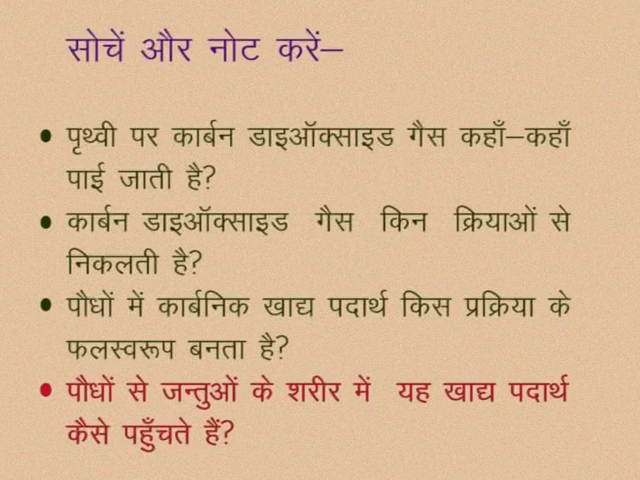 सोचें और नोट करें–
• पृथ्वी पर कार्बन डाइऑक्साइड गैस कहाँ–कहाँ
पाई जाती है?
• कार्बन डाइऑक्साइड गैस किन क्रियाओं से
निकलती है?
• पौधों में कार्बनिक खाद्य पदार्थ किस प्रक्रिया के
फलस्वरूप बनता है?
• पौधों से जन्तुओं के शरीर में यह खाद्य पदार्थ
कैसे पहुँचते हैं?